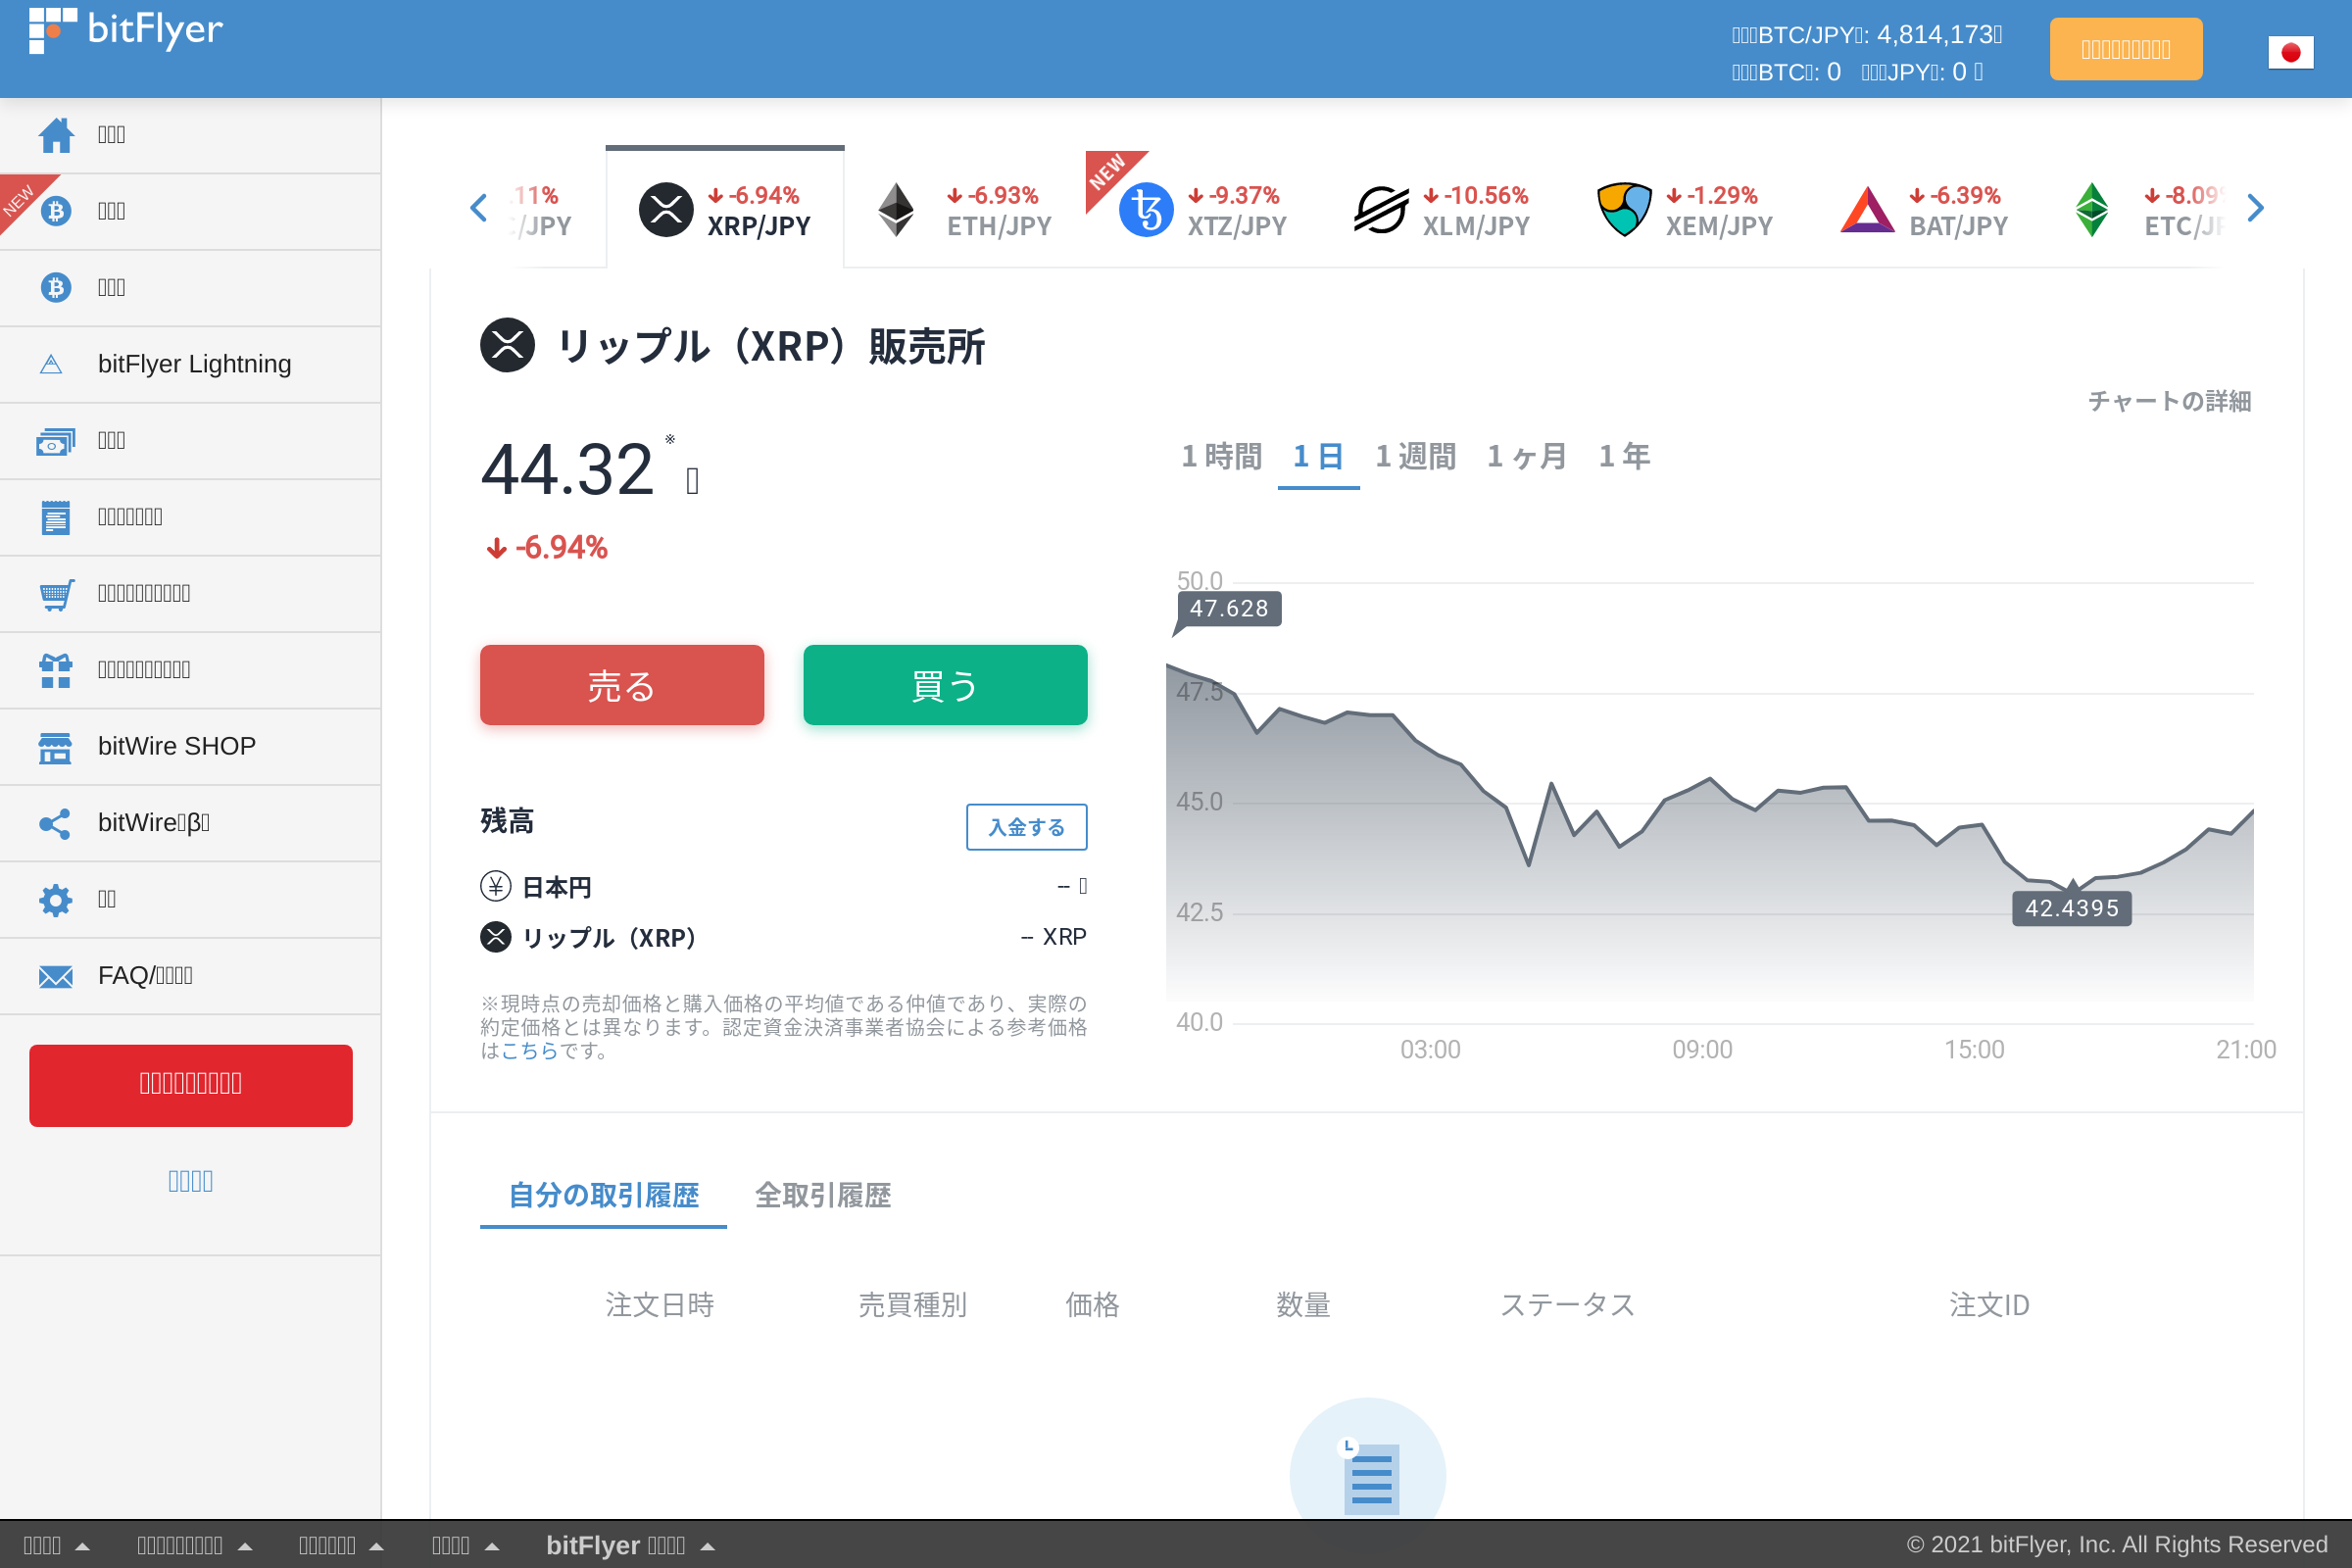 bitFlyer
BTC/JPY: 4,814,173
BTC: 0 JPY: 0
NEW
bitFlyer Lightning
bitWire SHOP
bitWire β
FAQ/
.11%
/JPY
-6.94%
XRP/JPY
-6.93%
ETH/JPY
NEW
-9.37%
XTZ/JPY
-10.56%
XLM/JPY
-1.29%
XEM/JPY
-6.39%
BAT/JPY
-8.09
ETC/J
リップル（XRP）販売所
チャートの詳細
44.32 ※
-6.94%
1 時間 1 日 1 週間 1 ヶ月 1 年
売る 買う
残高 入金する
日本円 --
リップル（XRP） -- XRP
※現時点の売却価格と購入価格の平均値である仲値であり、実際の
約定価格とは異なります。認定資金決済事業者協会による参考価格
はこちらです。
50.0
47.628
47.5
45.0
42.5
42.4395
40.0
03:00 09:00 15:00 21:00
自分の取引履歴 全取引履歴
注文日時 売買種別 価格 数量 ステータス 注文ID
bitFlyer
© 2021 bitFlyer, Inc. All Rights Reserved